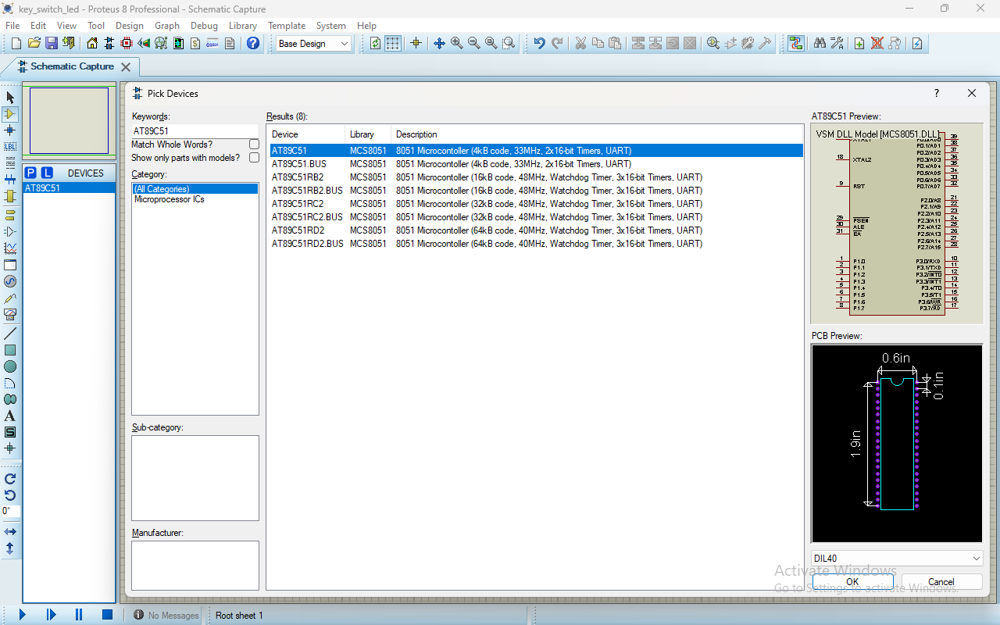 key_switch_led - Proteus 8 Professional - Schematic Capture
File Edit View Tool Design Graph Debug Library Template System Help
Base Design
Schematic Capture
Pick Devices
? 
Keywords:
AT89C51
Match Whole Words?
Show only parts with models?
Category:
(All Categories)
Microprocessor ICs
Sub-category:
Manufacturer:
P L DEVICES
AT89C51
LBL
A
S
0°
Results (8):
Device Library Description
AT89C51 MCS8051 8051 Microcontoller (4kB code, 33MHz, 2x16-bit Timers, UART)
AT89C51.BUS MCS8051 8051 Microcontoller (4kB code, 33MHz, 2x16-bit Timers, UART)
AT89C51RB2 MCS8051 8051 Microcontoller (16kB code, 48MHz, Watchdog Timer, 3x16-bit Timers, UART)
AT89C51RB2.BUS MCS8051 8051 Microcontoller (16kB code, 48MHz, Watchdog Timer, 3x16-bit Timers, UART)
AT89C51RC2 MCS8051 8051 Microcontoller (32kB code, 48MHz, Watchdog Timer, 3x16-bit Timers, UART)
AT89C51RC2.BUS MCS8051 8051 Microcontoller (32kB code, 48MHz, Watchdog Timer, 3x16-bit Timers, UART)
AT89C51RD2 MCS8051 8051 Microcontoller (64kB code, 40MHz, Watchdog Timer, 3x16-bit Timers, UART)
AT89C51RD2.BUS MCS8051 8051 Microcontoller (64kB code, 40MHz, Watchdog Timer, 3x16-bit Timers, UART)
AT89C51 Preview:
VSM DLL Model [MCS8051.DLL]
39
P0.1/AD1 38
P0.2/AD2 37
18 XTAL2 P0.3/AD3 36
P0.4/AD4 35
P0.5/AD5 34
P0.6/AD6 33
9 RST P0.7/AD7 32
P2.0/A8 21
P2.1/A9 22
P2.2/A10 23
29 PSEN P2.3/A11 24
30 ALE P2.4/A12 25
31 EA P2.5/A13 26
P2.6/A14 27
P2.7/A15 28
1 P1.0 P3.0/RXD 10
2 P1.1 P3.1/TXD 11
3 P1.2 P3.2/INT0 12
4 P1.3 P3.3/INT1 13
5 P1.4 P3.4/T0 14
6 P1.5 P3.5/T1 15
7 P1.6 P3.6/WR 16
8 P1.7 P3.7/RD 17
PCB Preview:
0.6in
0.1in
1.9in
DIL40
OK Cancel
Activate Windows
Go to Settings to activate Windows.
No Messages Root sheet 1